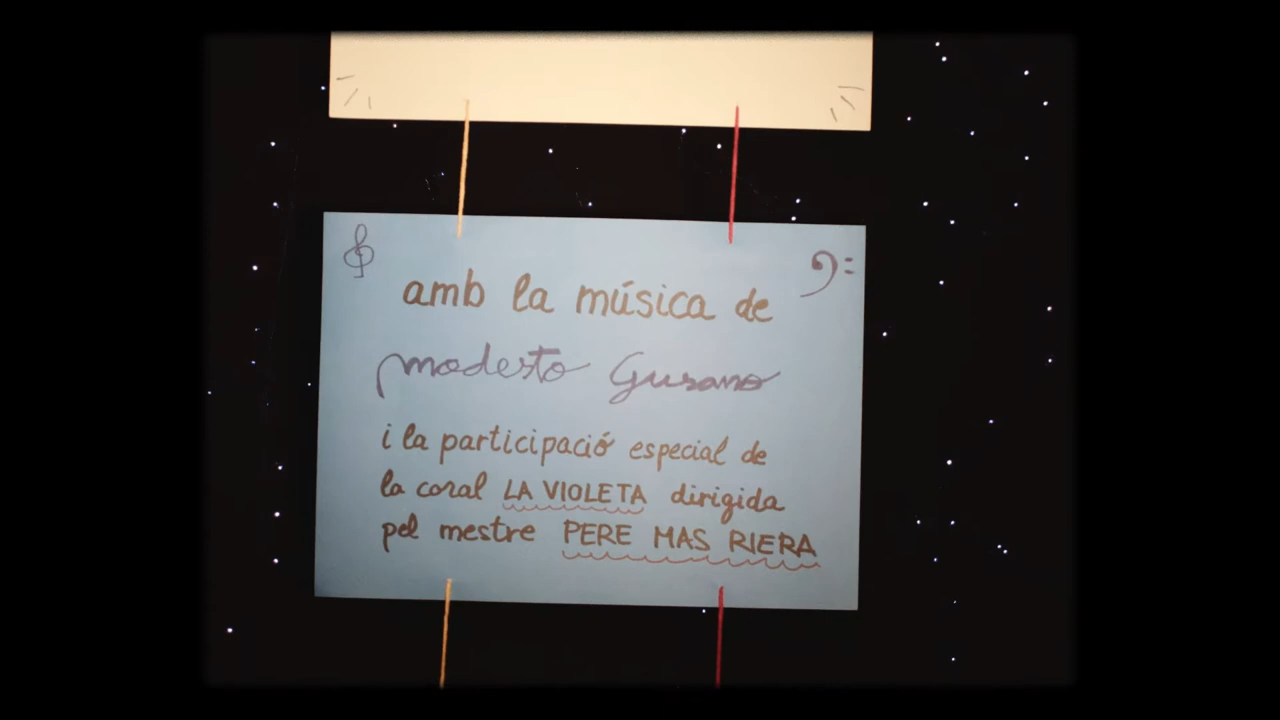 amb la música de
modesto Gusano
i la participació especial de
la coral LA VIOLETA dirigida
pel mestre PERE MAS RIERA